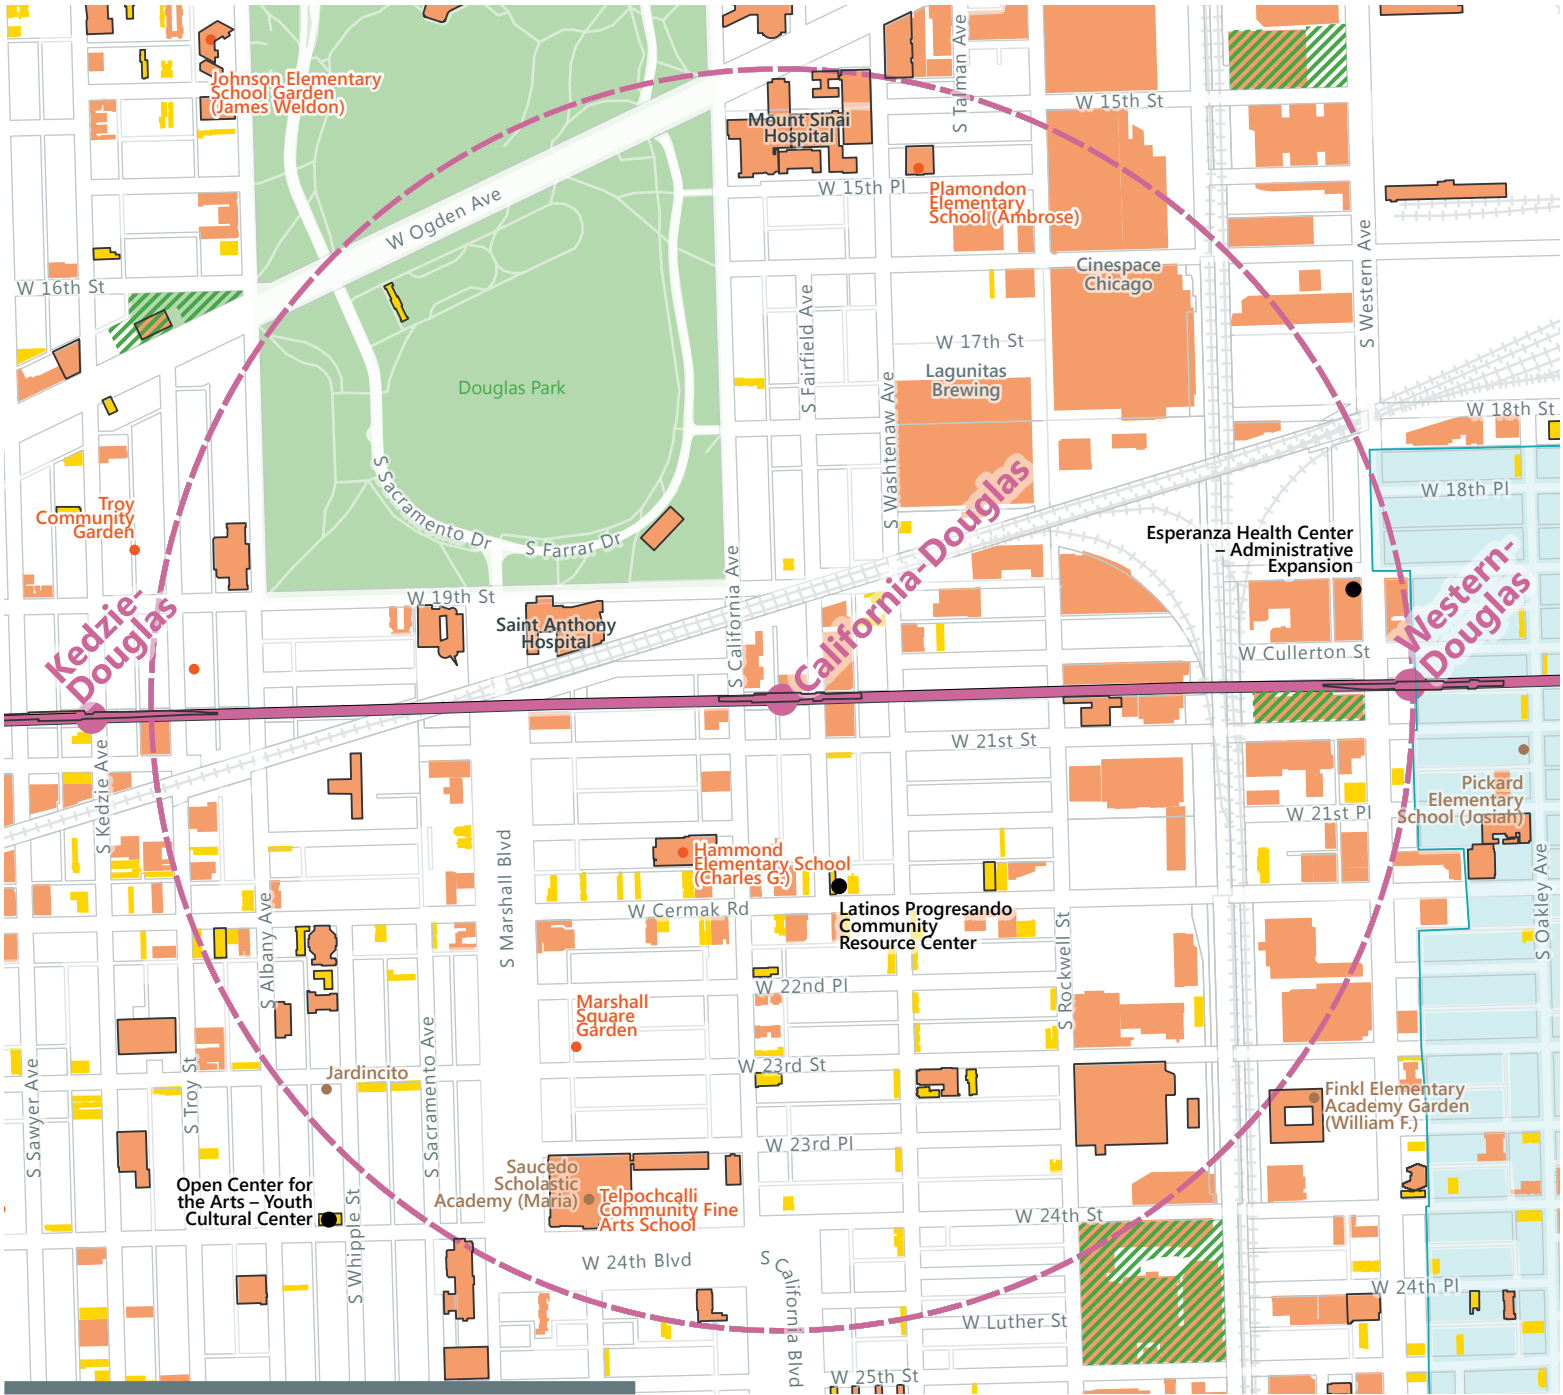 Johnson Elementary
School Garden
(James Weldon)
S Talman Ave
W 15th St
Mount Sinai
Hospital
W 15th Pl
Plamondon
Elementary
School (Ambrose)
W Ogden Ave
W 16th St
Cinespace
Chicago
S Western Ave
S Fairfield Ave
W 17th St
Lagunitas
Brewing
Douglas Park
S Washtenaw Ave
W 18th St
W 18th Pl
Troy
Community
Garden
S Sacramento Dr
S Farrar Dr
Esperanza Health Center
– Administrative
Expansion
W 19th St
S California Ave
Saint Anthony
Hospital
California-Douglas
Kedzie-
Douglas
Western-
Douglas
W Cullerton St
W 21st St
S Kedzie Ave
Pickard
Elementary
School (Josiah)
W 21st Pl
S Marshall Blvd
Hammond
Elementary School
(Charles G.)
S Oakley Ave
W Cermak Rd
Latinos Progresando
Community
Resource Center
S Albany Ave
S Rockwell St
W 22nd Pl
Marshall
Square
Garden
S Sacramento Ave
W 23rd St
Jardincito
S Sawyer Ave
S Troy St
Finkl Elementary
Academy Garden
(William F.)
W 23rd Pl
Saucedo
Scholastic
Academy (Maria)
Telpochcalli
Community Fine
Arts School
Open Center for
the Arts – Youth
Cultural Center
S Whipple St
W 24th St
W 24th Blvd
S California Blvd
W 24th Pl
W Luther St
W 25th St